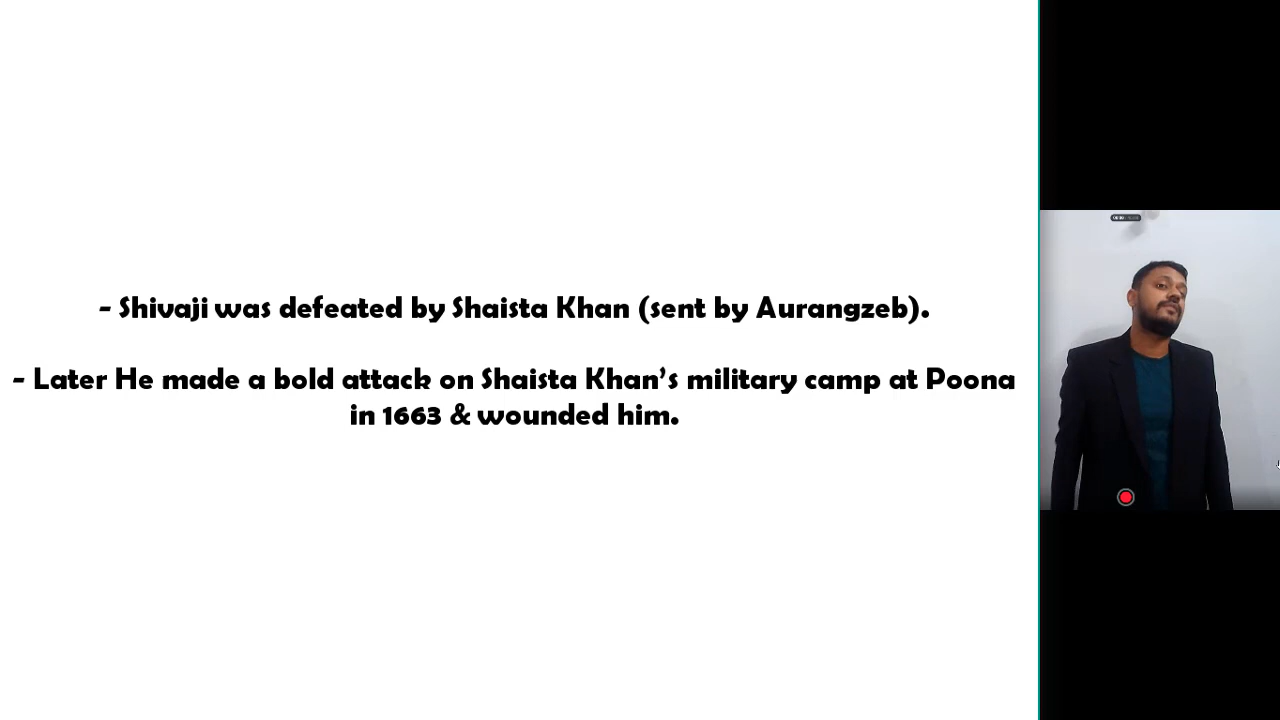 - Shivaji was defeated by Shaista Khan (sent by Aurangzeb).
- Later He made a bold attack on Shaista Khan's military camp at Poona
in 1663 & wounded him.